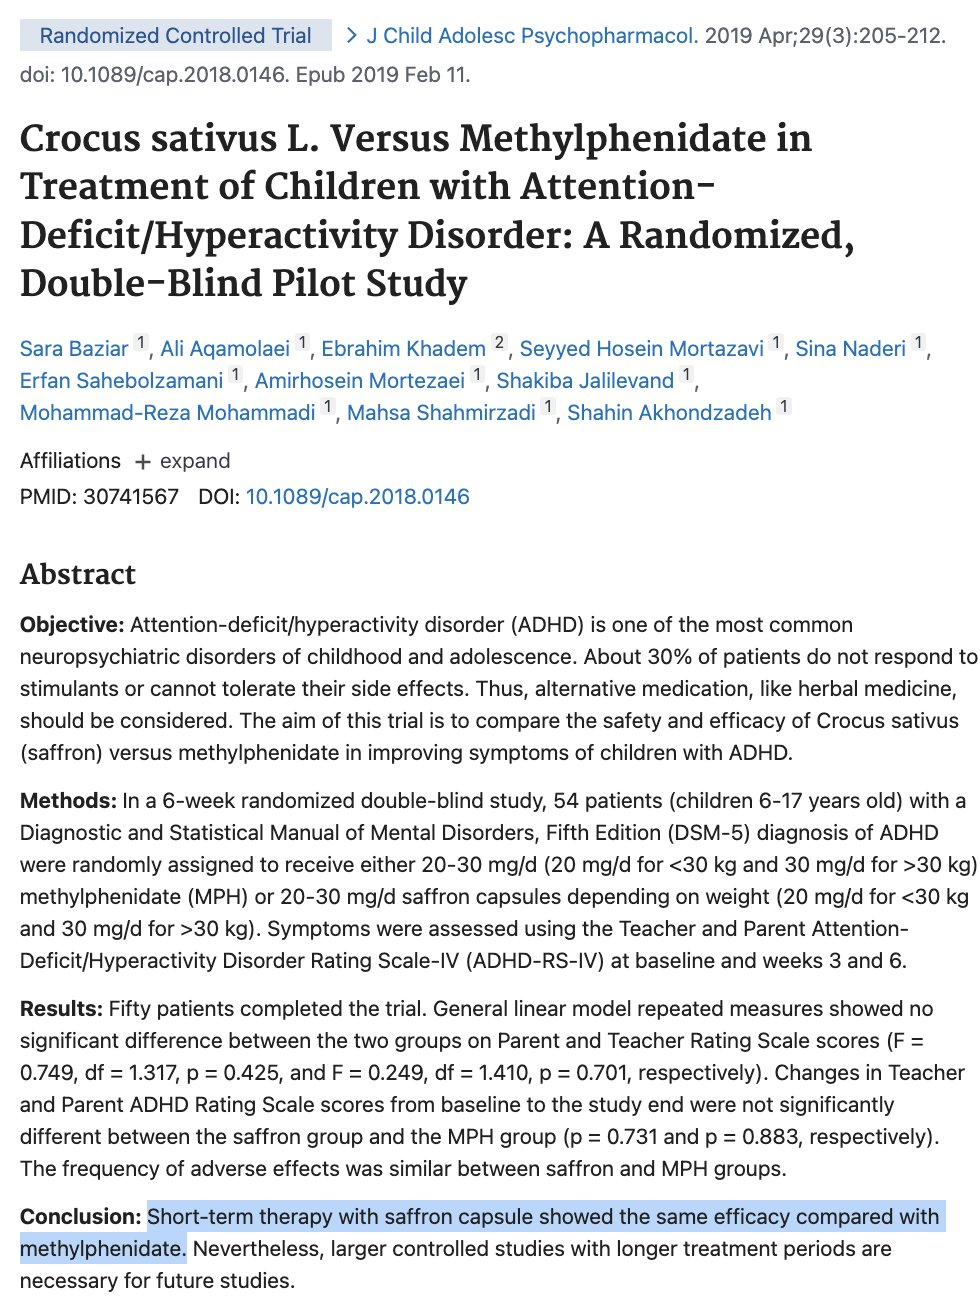 Randomized Controlled Trial > J Child Adolesc Psychopharmacol. 2019 Apr;29(3):205-212.
doi: 10.1089/cap.2018.0146. Epub 2019 Feb 11.
Crocus sativus L. Versus Methylphenidate in
Treatment of Children with Attention-
Deficit/Hyperactivity Disorder: A Randomized,
Double-Blind Pilot Study
Sara Baziar 1, Ali Aqamolaei 1, Ebrahim Khadem 2, Seyyed Hosein Mortazavi 1, Sina Naderi 1,
Erfan Sahebolzamani 1, Amirhosein Mortezaei 1, Shakiba Jalilevand 1,
Mohammad-Reza Mohammadi 1, Mahsa Shahmirzadi 1, Shahin Akhondzadeh 1
Affiliations + expand
PMID: 30741567 DOI: 10.1089/cap.2018.0146
Abstract
Objective: Attention-deficit/hyperactivity disorder (ADHD) is one of the most common
neuropsychiatric disorders of childhood and adolescence. About 30% of patients do not respond to
stimulants or cannot tolerate their side effects. Thus, alternative medication, like herbal medicine,
should be considered. The aim of this trial is to compare the safety and efficacy of Crocus sativus
(saffron) versus methylphenidate in improving symptoms of children with ADHD.
Methods: In a 6-week randomized double-blind study, 54 patients (children 6-17 years old) with a
Diagnostic and Statistical Manual of Mental Disorders, Fifth Edition (DSM-5) diagnosis of ADHD
were randomly assigned to receive either 20-30 mg/d (20 mg/d for <30 kg and 30 mg/d for >30 kg)
methylphenidate (MPH) or 20-30 mg/d saffron capsules depending on weight (20 mg/d for <30 kg
and 30 mg/d for >30 kg). Symptoms were assessed using the Teacher and Parent Attention-
Deficit/Hyperactivity Disorder Rating Scale-IV (ADHD-RS-IV) at baseline and weeks 3 and 6.
Results: Fifty patients completed the trial. General linear model repeated measures showed no
significant difference between the two groups on Parent and Teacher Rating Scale scores (F =
0.749, df = 1.317, p = 0.425, and F = 0.249, df = 1.410, p = 0.701, respectively). Changes in Teacher
and Parent ADHD Rating Scale scores from baseline to the study end were not significantly
different between the saffron group and the MPH group (p = 0.731 and p = 0.883, respectively).
The frequency of adverse effects was similar between saffron and MPH groups.
Conclusion: Short-term therapy with saffron capsule showed the same efficacy compared with
methylphenidate. Nevertheless, larger controlled studies with longer treatment periods are
necessary for future studies.